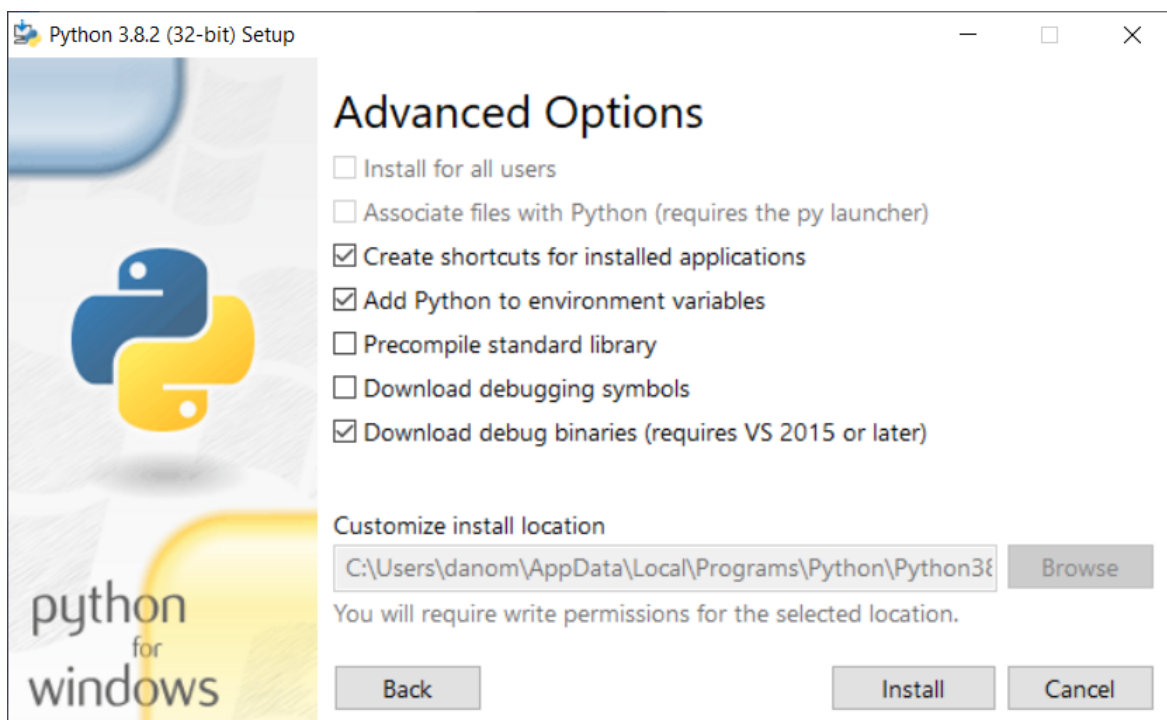 Python 3.8.2 (32-bit) Setup
Advanced Options
Install for all users
Associate files with Python (requires the py launcher)
Create shortcuts for installed applications
Add Python to environment variables
Precompile standard library
Download debugging symbols
Download debug binaries (requires VS 2015 or later)
Customize install location
C:\Users\danom\AppData\Local\Programs\Python\Python38
Browse
You will require write permissions for the selected location.
python
for
windows
Back
Install
Cancel